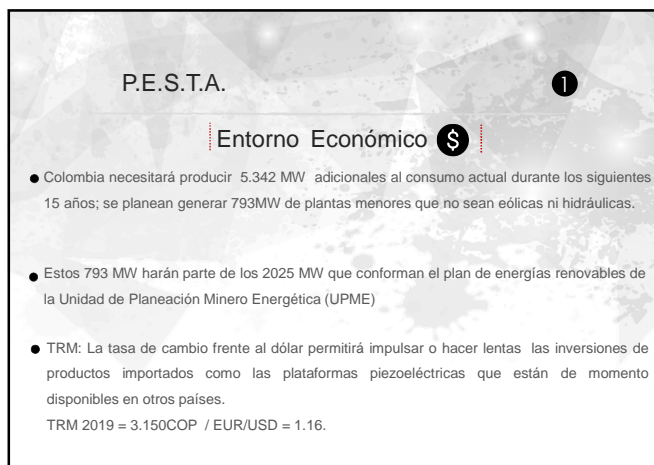 P.E.S.T.A.
1
Entorno Económico $
● Colombia necesitará producir 5.342 MW adicionales al consumo actual durante los siguientes
15 años; se planean generar 793MW de plantas menores que no sean eólicas ni hidráulicas.
● Estos 793 MW harán parte de los 2025 MW que conforman el plan de energías renovables de
la Unidad de Planeación Minero Energética (UPME)
● TRM: La tasa de cambio frente al dólar permitirá impulsar o hacer lentas las inversiones de
productos importados como las plataformas piezoeléctricas que están de momento
disponibles en otros países.
TRM 2019 = 3.150COP / EUR/USD = 1.16.